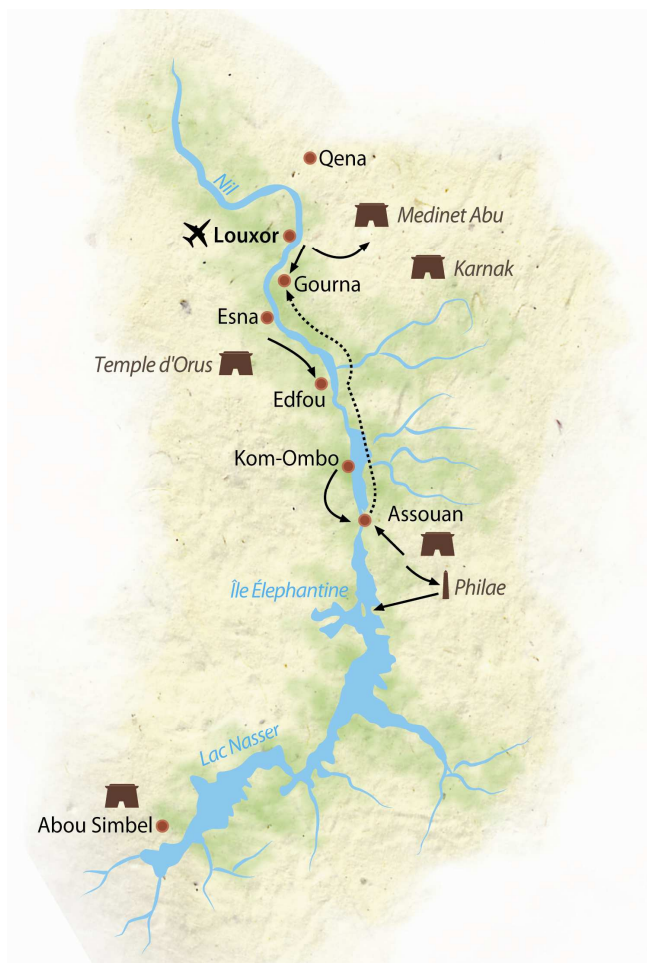 Qena
Nil
Medinet Abu
Louxor
Karnak
Gourna
Esna
Temple d'Orus
Edfou
Kom-Ombo
Assouan
Île Élephantine
Philae
Lac Nasser
Abou Simbel